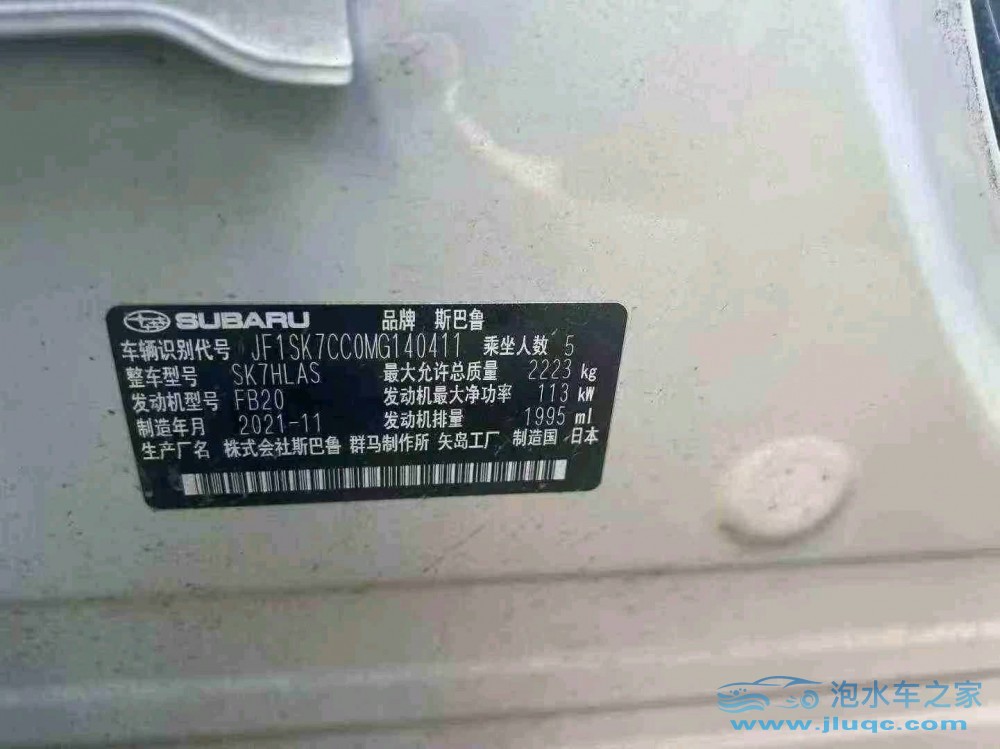 SUBARU 品牌 斯巴鲁
车辆识别代号 JF1SK7CC0MG140411 乘坐人数 5
整车型号 SK7HLAS 最大允许总质量 2223 kg
发动机型号 FB20 发动机最大净功率 113 kW
制造年月 2021-11 发动机排量 1995 ml
生产厂名 株式会社斯巴鲁 群马制作所 矢岛工厂 制造国 日本
泡水车之家
www.jluqc.com